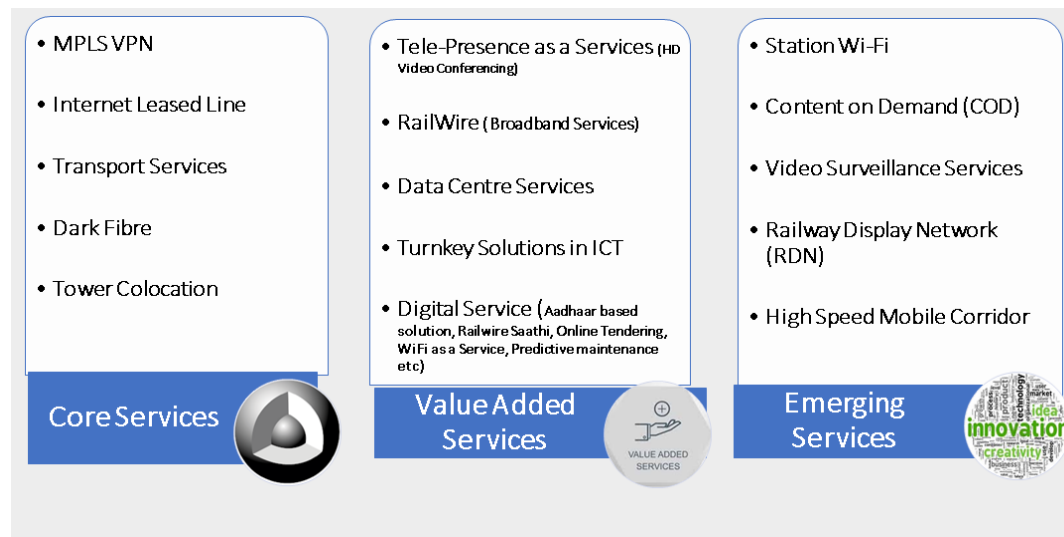 • MPLS VPN
• Internet Leased Line
• Transport Services
• Dark Fibre
• Tower Colocation
Core Services
• Tele-Presence as a Services (HD
Video Conferencing)
• RailWire (Broadband Services)
• Data Centre Services
• Turnkey Solutions in ICT
• Digital Service (Aadhaar based
solution, Railwire Saathi, Online Tendering,
WiFi as a Service, Predictive maintenance
etc)
Value Added
Services
VALUE ADDED
SERVICES
• Station Wi-Fi
• Content on Demand (COD)
• Video Surveillance Services
• Railway Display Network
(RDN)
• High Speed Mobile Corridor
Emerging
Services
product
technology
market
idea
innovation
creativity
business